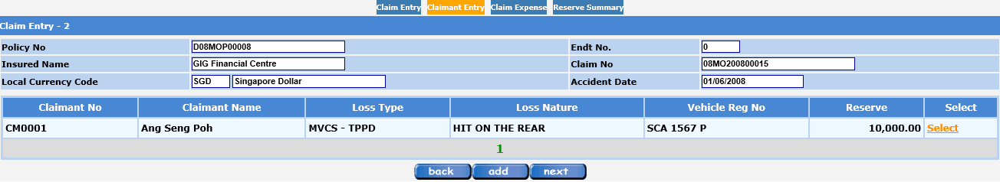 Claim Entry Claimant Entry Claim Expense Reserve Summary
Claim Entry - 2
Policy No D08MOP00008 Endt No. 0
Insured Name GIG Financial Centre Claim No 08MO200800015
Local Currency Code SGD Singapore Dollar Accident Date 01/06/2008
Claimant No Claimant Name Loss Type Loss Nature Vehicle Reg No Reserve Select
CM0001 Ang Seng Poh MVCS - TPPD HIT ON THE REAR SCA 1567 P 10,000.00 Select
1
back add next